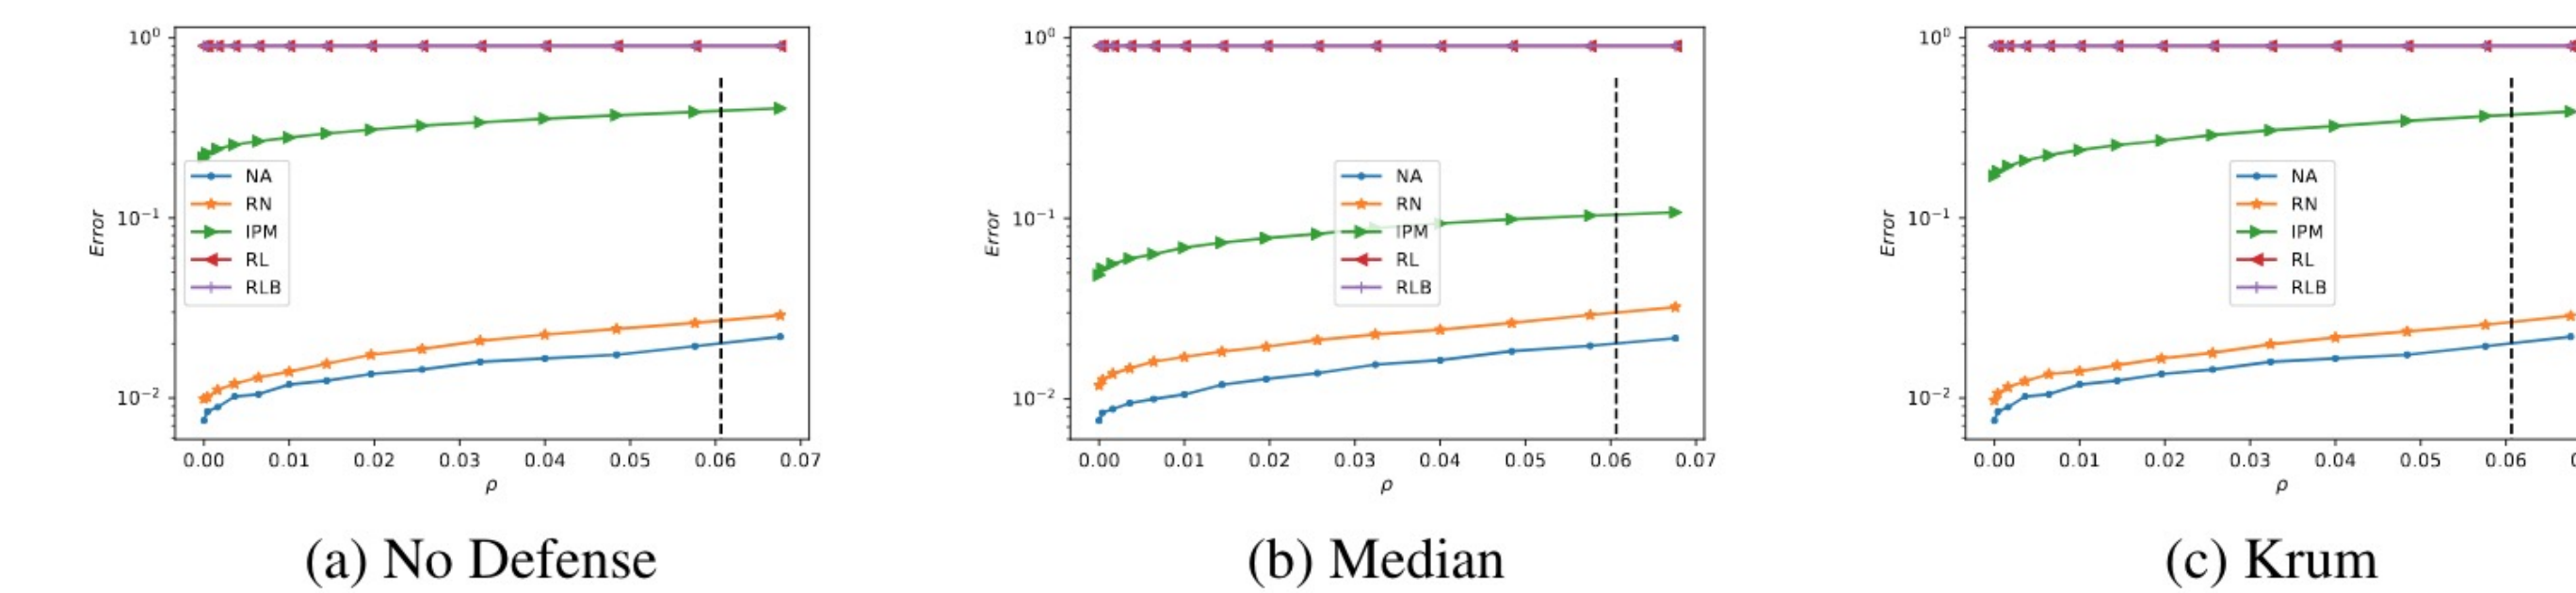 10⁰
10⁻¹
10⁻²
Error
NA
RN
IPM
RL
RLB
0.00 0.01 0.02 0.03 0.04 0.05 0.06 0.07
ρ
(a) No Defense
10⁰
10⁻¹
10⁻²
Error
NA
RN
IPM
RL
RLB
0.00 0.01 0.02 0.03 0.04 0.05 0.06 0.07
ρ
(b) Median
10⁰
10⁻¹
10⁻²
Error
NA
RN
IPM
RL
RLB
0.00 0.01 0.02 0.03 0.04 0.05 0.06
ρ
(c) Krum